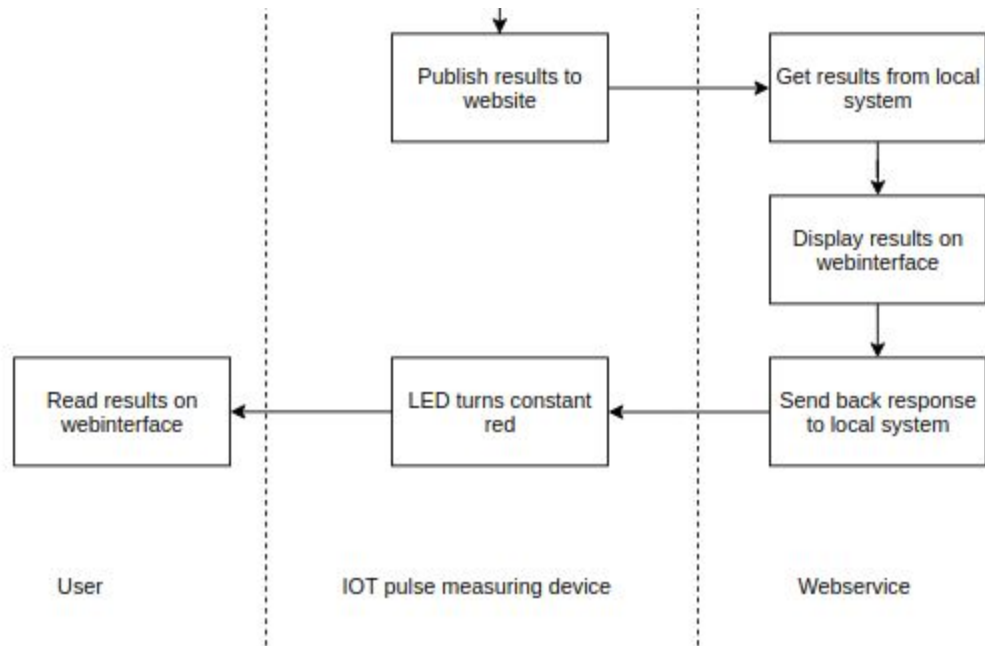 Publish results to
website
Get results from local
system
Display results on
webinterface
Read results on
webinterface
LED turns constant
red
Send back response
to local system
User
IOT pulse measuring device
Webservice